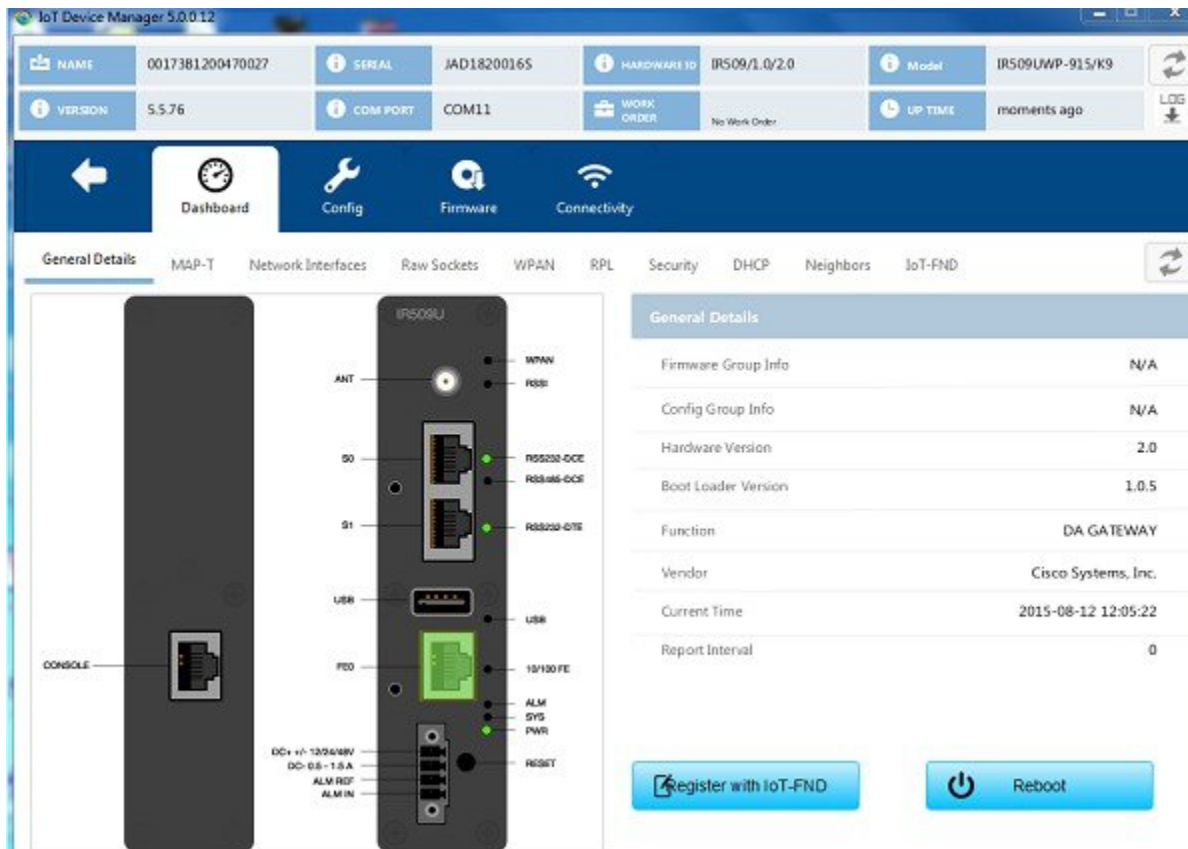 IoT Device Manager 5.0.0.12
NAME 00173B1200470027 SERIAL JAD1820016S HARDWARE ID IR509/1.0/2.0 Model IR509UWP-915/K9
VERSION 5.5.76 COM PORT COM11 WORK ORDER No Work Order UP TIME moments ago LOG
Dashboard Config Firmware Connectivity
General Details MAP-T Network Interfaces Raw Sockets WPAN RPL Security DHCP Neighbors IoT-FND
IR509U
WPAN
ANT
RSSI
S0
RSS232-DCE
RSS485-DCE
S1
RSS232-DTE
USB
USB
CONSOLE
FE0
10/100 FE
ALM
SYS
PWR
DC+ +/- 12/24/48V
DC- 0.5 - 1.5 A
ALM REF
ALM IN
RESET
General Details
Firmware Group Info N/A
Config Group Info N/A
Hardware Version 2.0
Boot Loader Version 1.0.5
Function DA GATEWAY
Vendor Cisco Systems, Inc.
Current Time 2015-08-12 12:05:22
Report Interval 0
Register with IoT-FND Reboot